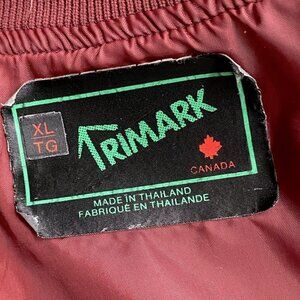 XL
TG
TRIMARK
CANADA
MADE IN THAILAND
FABRIQUÉ EN THAÏLANDE